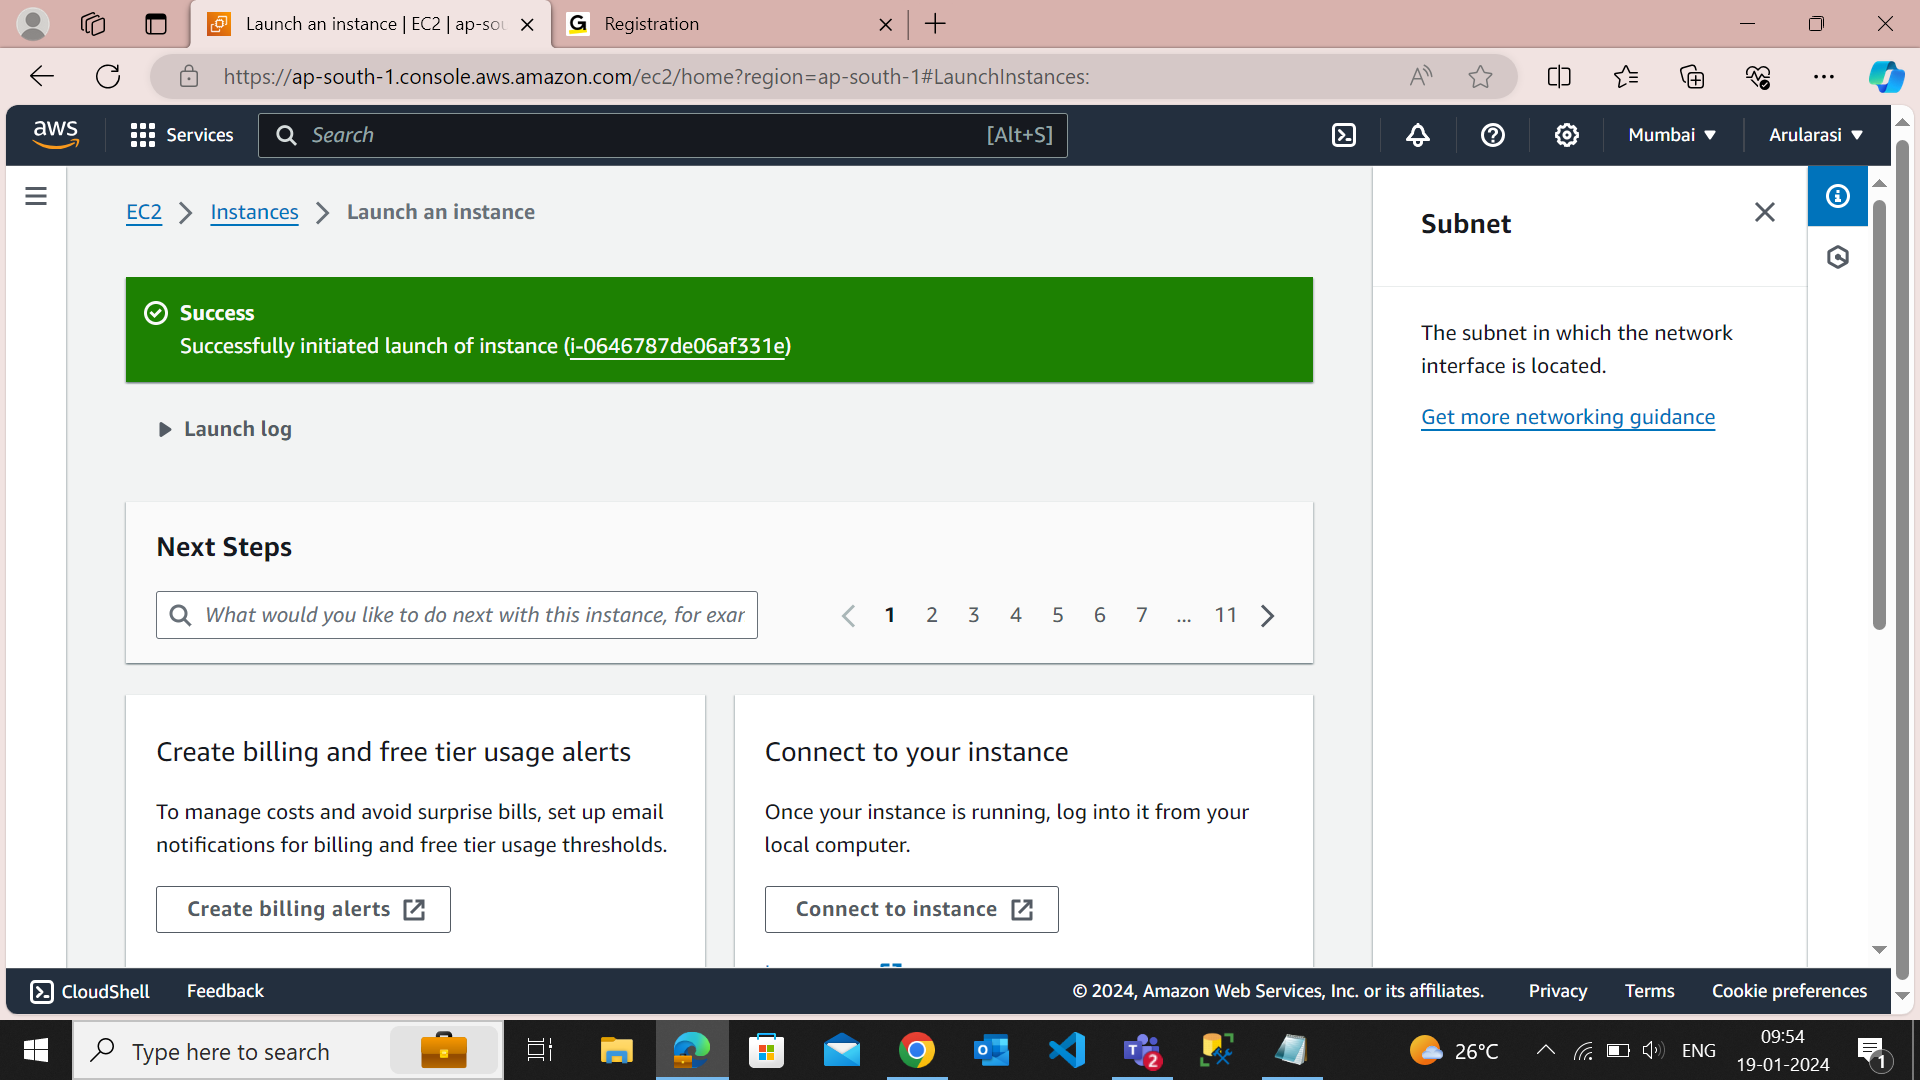 Launch an instance | EC2 | ap-sou
Registration
https://ap-south-1.console.aws.amazon.com/ec2/home?region=ap-south-1#LaunchInstances:
aws
Services
Search
[Alt+S]
Mumbai
Arularasi
EC2
Instances
Launch an instance
Success
Successfully initiated launch of instance (i-0646787de06af331e)
Launch log
Next Steps
What would you like to do next with this instance, for exar
1 2 3 4 5 6 7 ... 11
Create billing and free tier usage alerts
To manage costs and avoid surprise bills, set up email
notifications for billing and free tier usage thresholds.
Create billing alerts
Connect to your instance
Once your instance is running, log into it from your
local computer.
Connect to instance
Subnet
The subnet in which the network
interface is located.
Get more networking guidance
CloudShell
Feedback
© 2024, Amazon Web Services, Inc. or its affiliates.
Privacy
Terms
Cookie preferences
Type here to search
2
26°C
ENG
09:54
19-01-2024
1